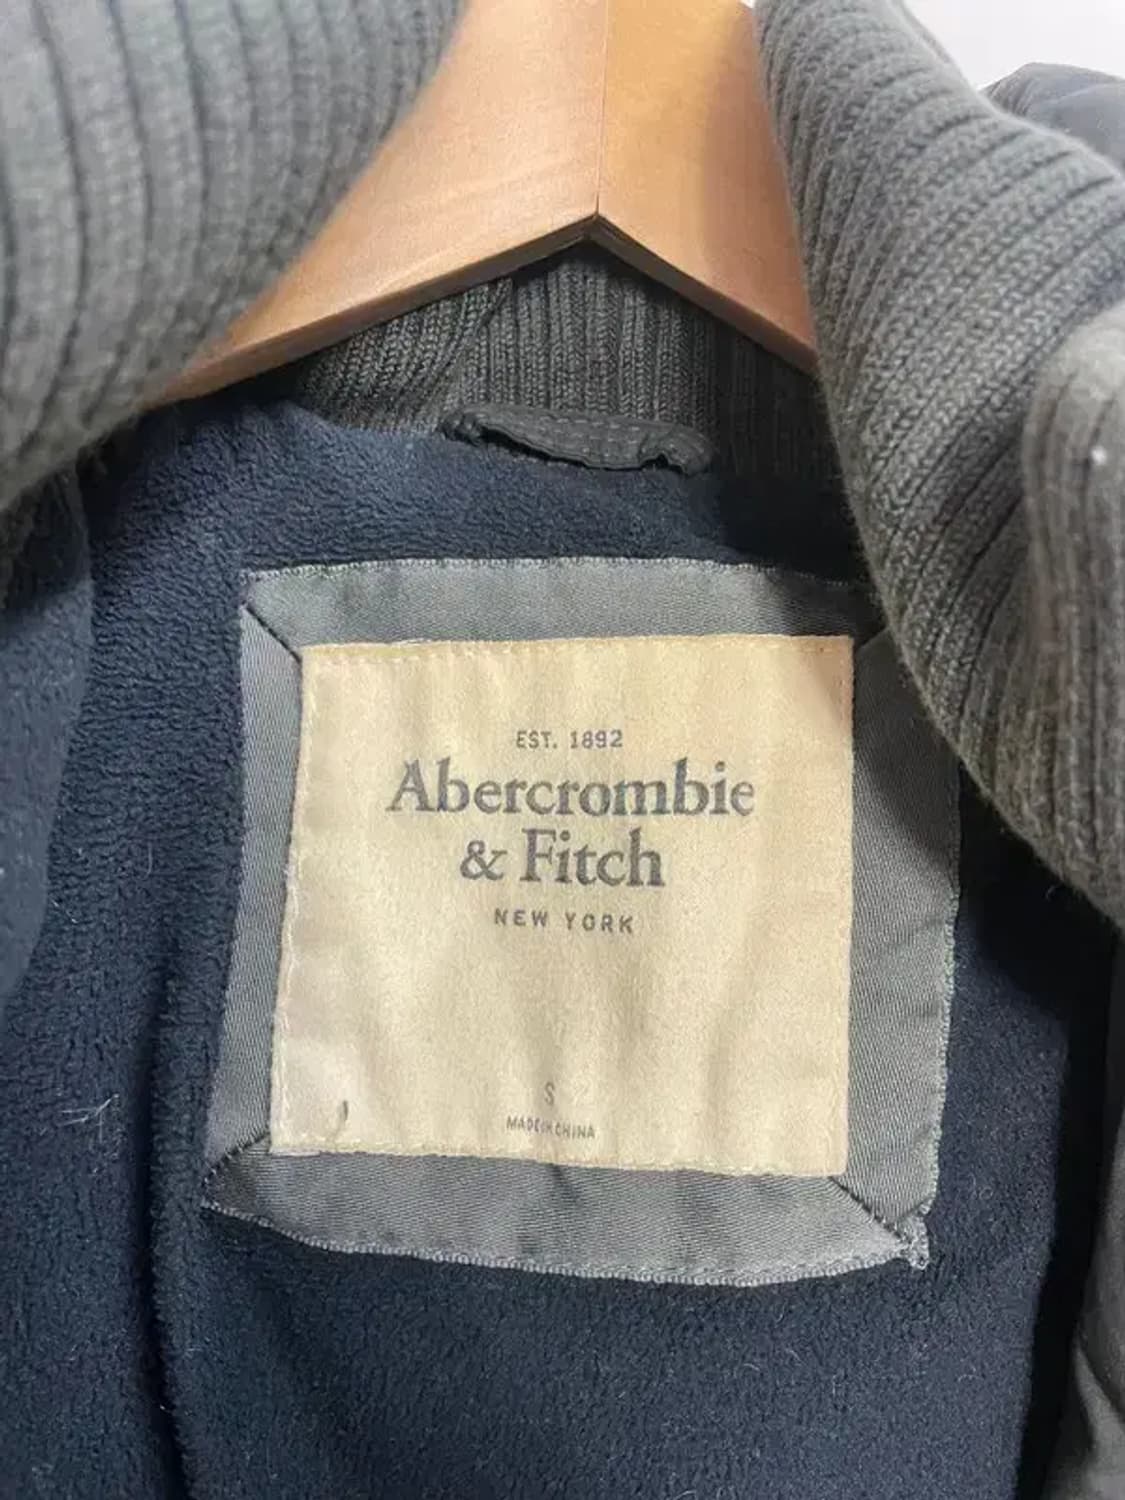 EST. 1892
Abercrombie
& Fitch
NEW YORK
S
MADE IN CHINA